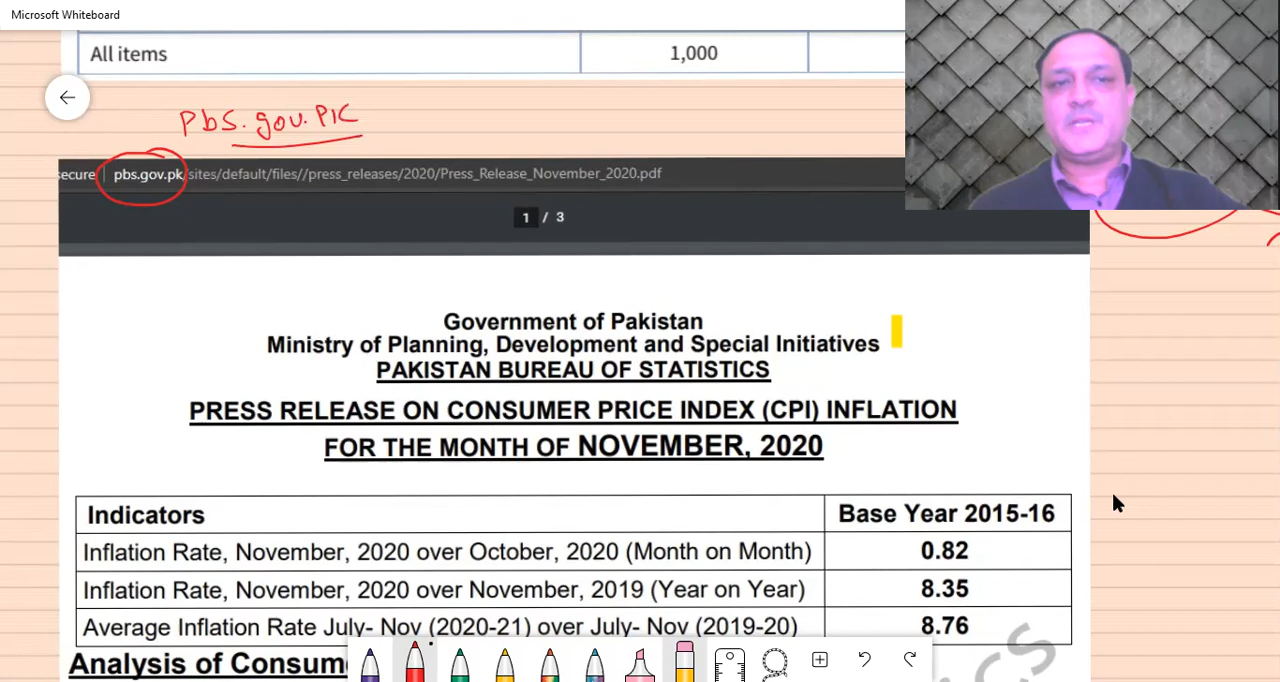 Microsoft Whiteboard
All items 1,000
Pbs.gov.PK
secure pbs.gov.pk/sites/default/files//press_releases/2020/Press_Release_November_2020.pdf
1 / 3
Government of Pakistan
Ministry of Planning, Development and Special Initiatives
PAKISTAN BUREAU OF STATISTICS
PRESS RELEASE ON CONSUMER PRICE INDEX (CPI) INFLATION
FOR THE MONTH OF NOVEMBER, 2020
Indicators Base Year 2015-16
Inflation Rate, November, 2020 over October, 2020 (Month on Month) 0.82
Inflation Rate, November, 2020 over November, 2019 (Year on Year) 8.35
Average Inflation Rate July- Nov (2020-21) over July- Nov (2019-20) 8.76
Analysis of Consum
CS